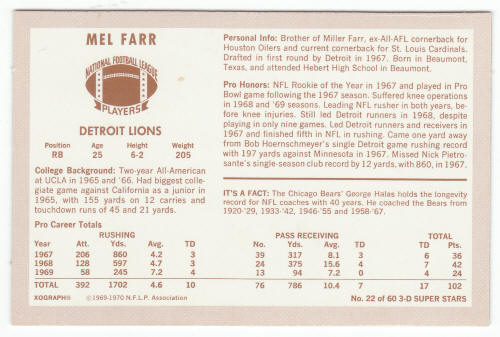 MEL FARR
NATIONAL FOOTBALL LEAGUE
PLAYERS
DETROIT LIONS
Position Age Height Weight
RB 25 6-2 205
College Background: Two-year All-American
at UCLA in 1965 and '66. Had biggest colleg-
iate game against California as a junior in
1965, with 155 yards on 12 carries and
touchdown runs of 45 and 21 yards.
Personal Info: Brother of Miller Farr, ex-All-AFL cornerback for
Houston Oilers and current cornerback for St. Louis Cardinals.
Drafted in first round by Detroit in 1967. Born in Beaumont,
Texas, and attended Hebert High School in Beaumont.
Pro Honors: NFL Rookie of the Year in 1967 and played in Pro
Bowl game following the 1967 season. Suffered knee operations
in 1968 and '69 seasons. Leading NFL rusher in both years, be-
fore knee injuries. Still led Detroit runners in 1968, despite
playing in only nine games. Led Detroit runners and receivers in
1967 and finished fifth in NFL in rushing. Came one yard away
from Bob Hoernschmeyer's single Detroit game rushing record
with 197 yards against Minnesota in 1967. Missed Nick Pietro-
sante's single-season club record by 12 yards with 860, in 1967.
IT'S A FACT: The Chicago Bears' George Halas holds the longevity
record for NFL coaches with 40 years. He coached the Bears from
1920-'29, 1933-'42, 1946-'55 and 1958-'67.
Pro Career Totals
RUSHING PASS RECEIVING TOTAL
Year Att. Yds. Avg. TD No. Yds. Avg. TD TD Pts.
1967 206 860 4.2 3 39 317 8.1 3 6 36
1968 128 597 4.7 3 24 375 15.6 4 7 42
1969 58 245 7.2 4 13 94 7.2 0 4 24
TOTAL 392 1702 4.6 10 76 786 10.4 7 17 102
XOGRAPH® ©1969-1970 N.F.L.P. Association No. 22 of 60 3-D SUPER STARS